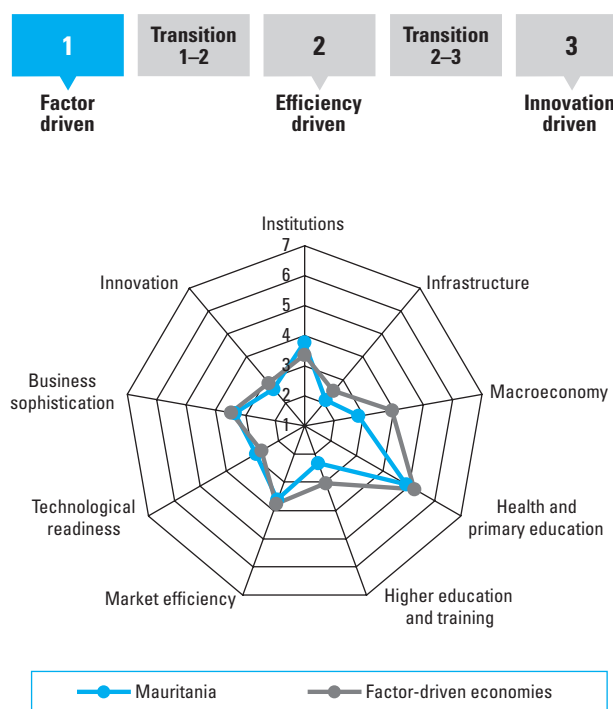 1
Transition
1–2
2
Transition
2–3
3
Factor
driven
Efficiency
driven
Innovation
driven
Institutions
7
6
5
4
3
2
1
Infrastructure
Macroeconomy
Health and
primary education
Higher education
and training
Market efficiency
Technological
readiness
Business
sophistication
Innovation
Mauritania
Factor-driven economies